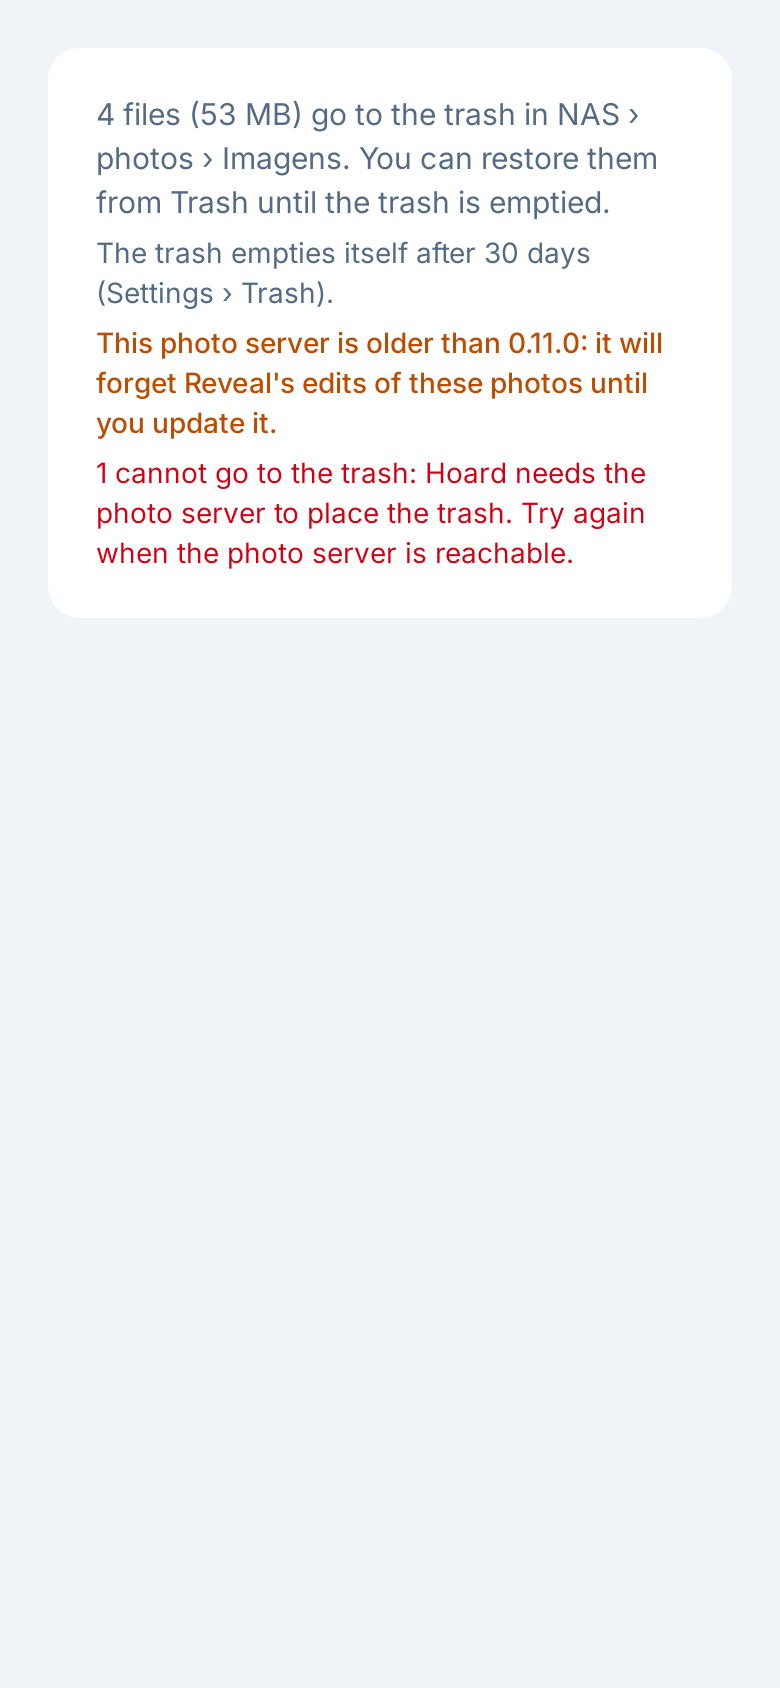 4 files (53 MB) go to the trash in NAS ›
photos › Imagens. You can restore them
from Trash until the trash is emptied.
The trash empties itself after 30 days
(Settings › Trash).
This photo server is older than 0.11.0: it will
forget Reveal's edits of these photos until
you update it.
1 cannot go to the trash: Hoard needs the
photo server to place the trash. Try again
when the photo server is reachable.